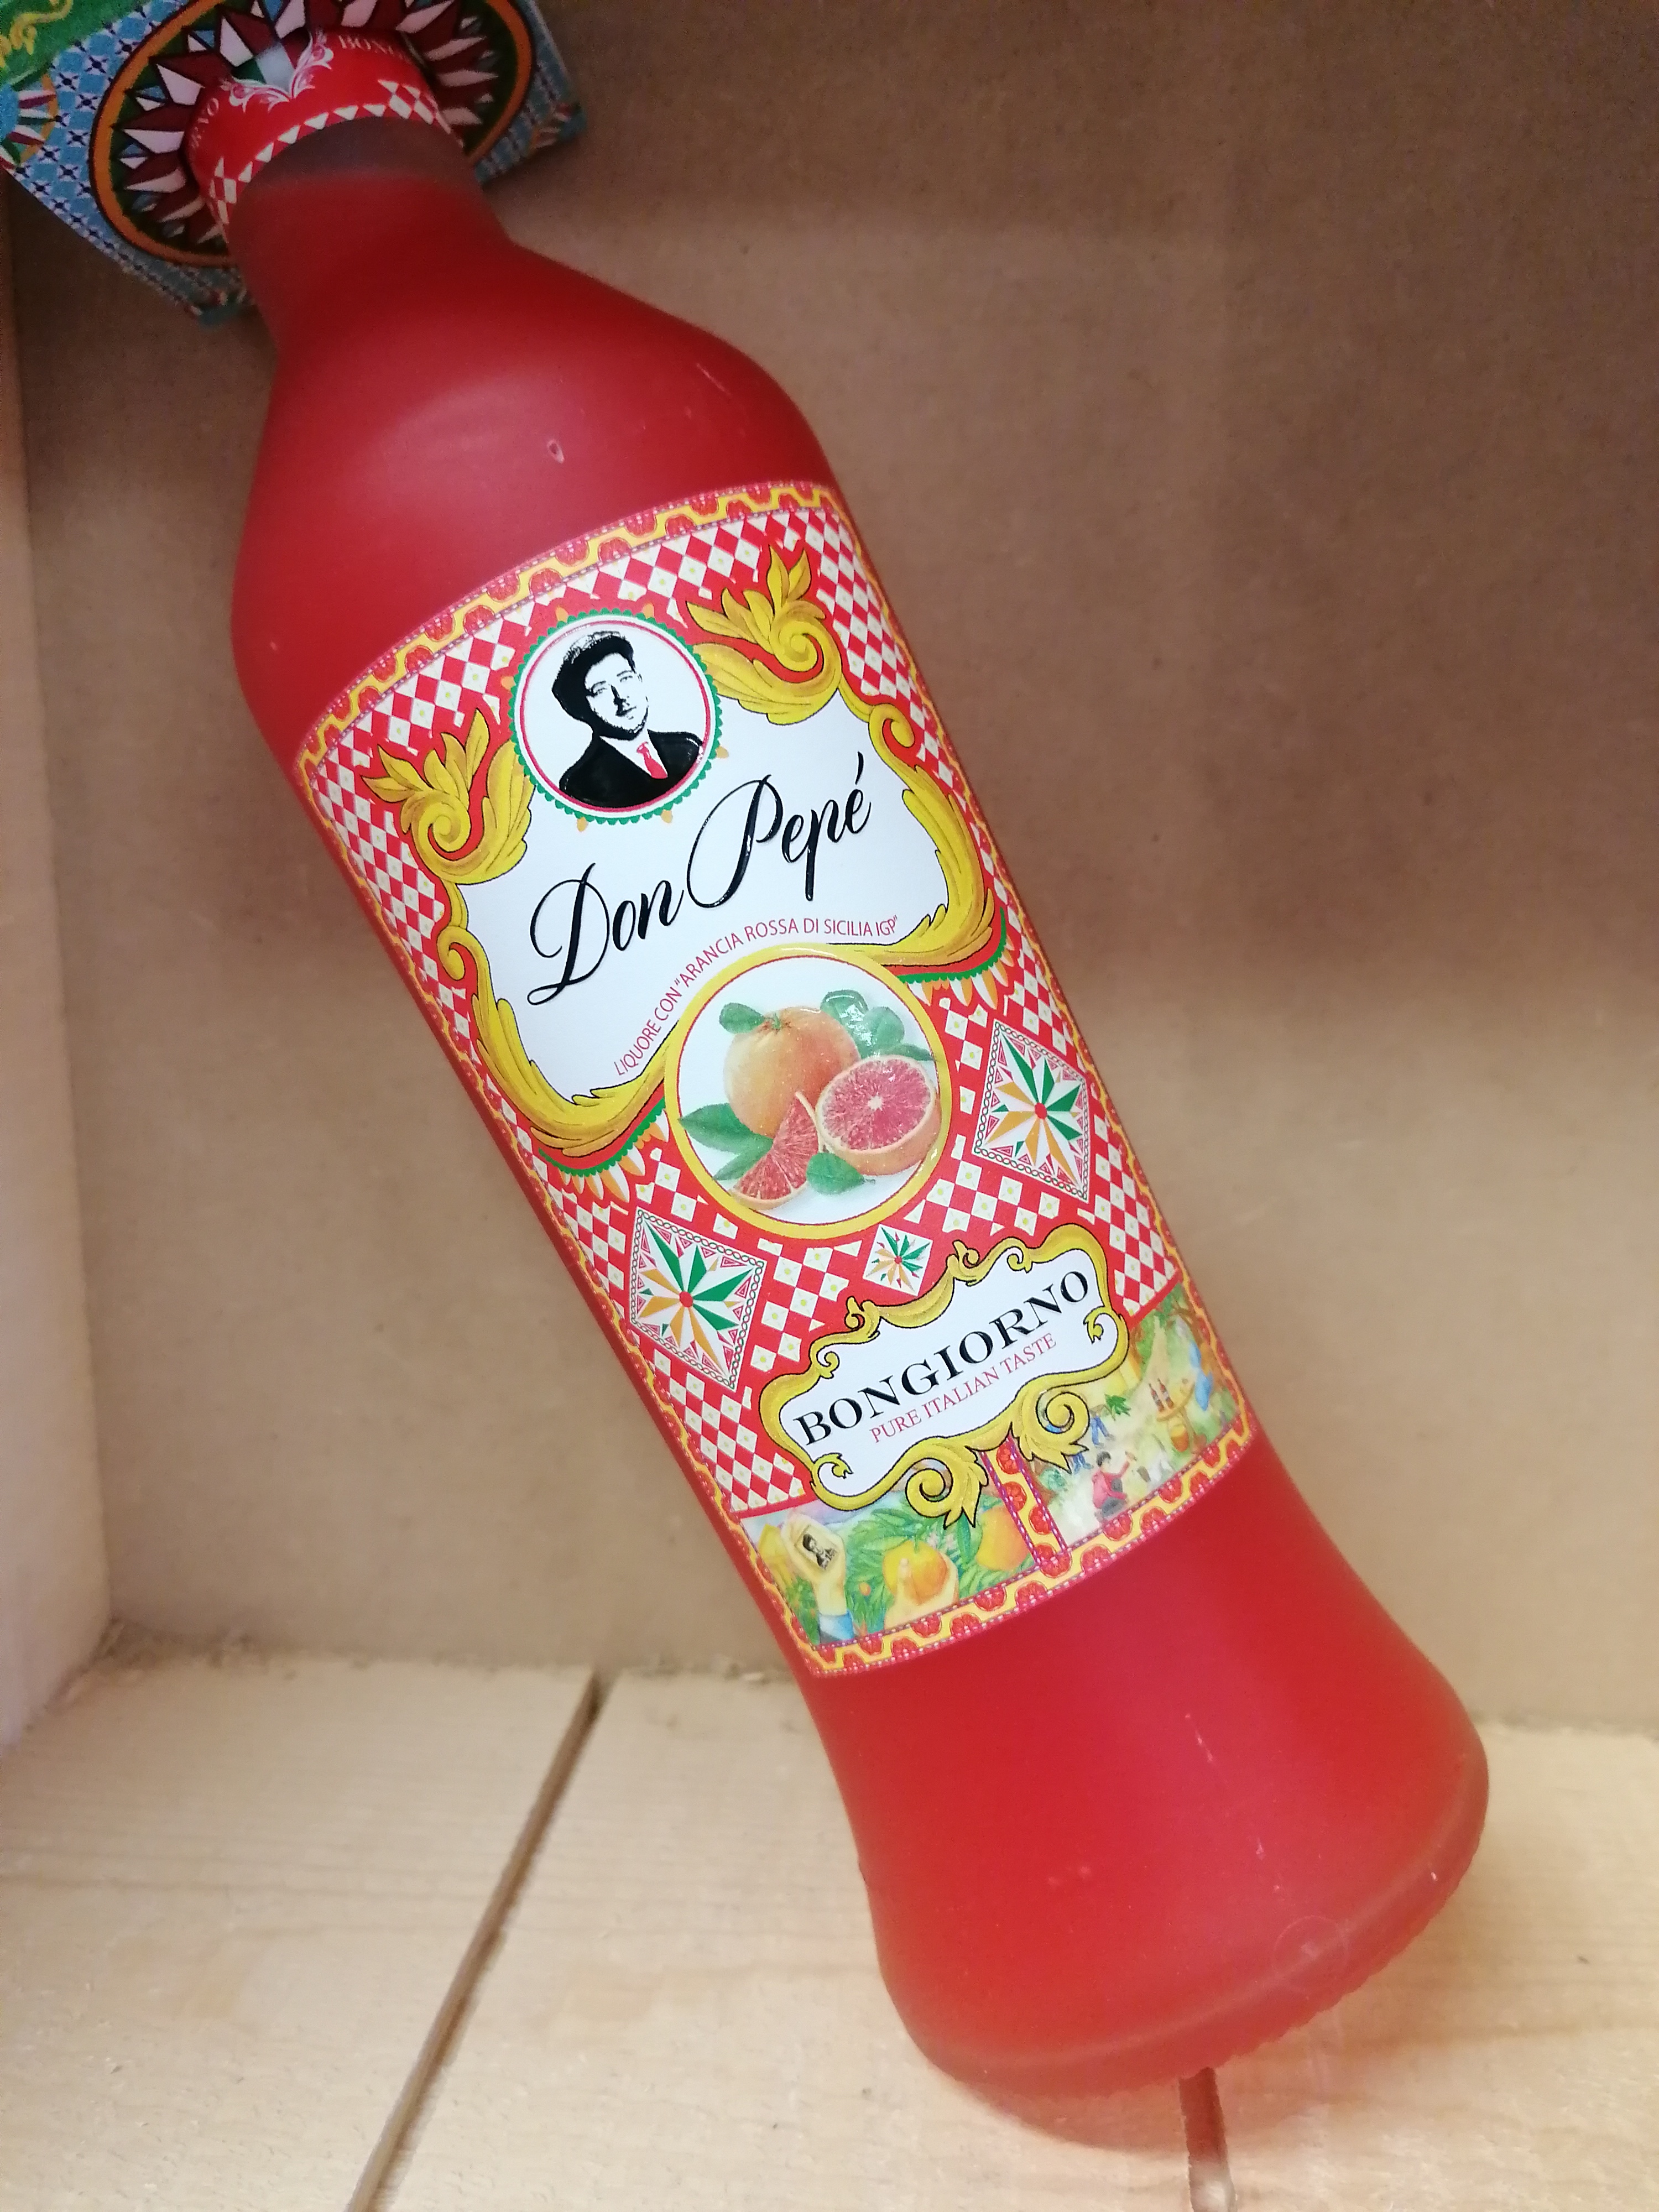 Don Pepé
LIQUORE CON "ARANCIA ROSSA DI SICILIA IGP"
BONGIORNO
PURE ITALIAN TASTE